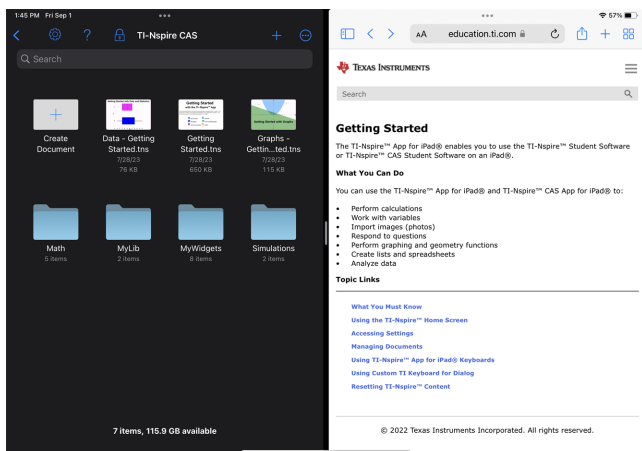 1:45 PM Fri Sep 1
57%
TI-Nspire CAS
Search
Create
Document
Data - Getting
Started.tns
7/28/23
76 KB
Getting
Started.tns
7/28/23
650 KB
Graphs -
Gettin...ted.tns
7/28/23
115 KB
Math
5 items
MyLib
2 items
MyWidgets
8 items
Simulations
2 items
7 items, 115.9 GB available
AA
education.ti.com
TEXAS INSTRUMENTS
Search
Getting Started
The TI-Nspire™ App for iPad® enables you to use the TI-Nspire™ Student Software
or TI-Nspire™ CAS Student Software on an iPad®.
What You Can Do
You can use the TI-Nspire™ App for iPad® and TI-Nspire™ CAS App for iPad® to:
• Perform calculations
• Work with variables
• Import images (photos)
• Respond to questions
• Perform graphing and geometry functions
• Create lists and spreadsheets
• Analyze data
Topic Links
What You Must Know
Using the TI-Nspire™ Home Screen
Accessing Settings
Managing Documents
Using TI-Nspire™ App for iPad® Keyboards
Using Custom TI Keyboard for Dialog
Resetting TI-Nspire™ Content
© 2022 Texas Instruments Incorporated. All rights reserved.